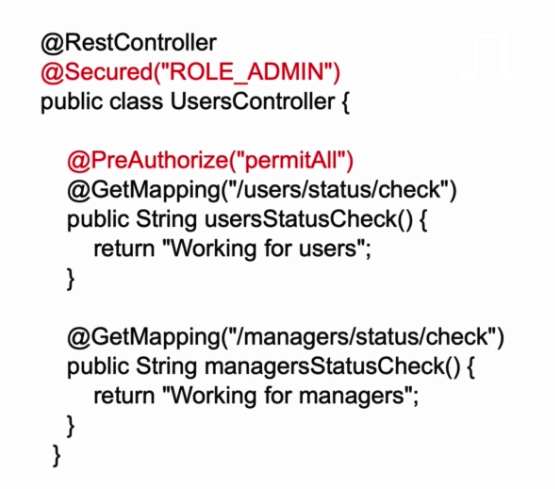 @RestController
@Secured("ROLE_ADMIN")
public class UsersController {
@PreAuthorize("permitAll")
@GetMapping("/users/status/check")
public String usersStatusCheck() {
return "Working for users";
}
@GetMapping("/managers/status/check")
public String managersStatusCheck() {
return "Working for managers";
}
}